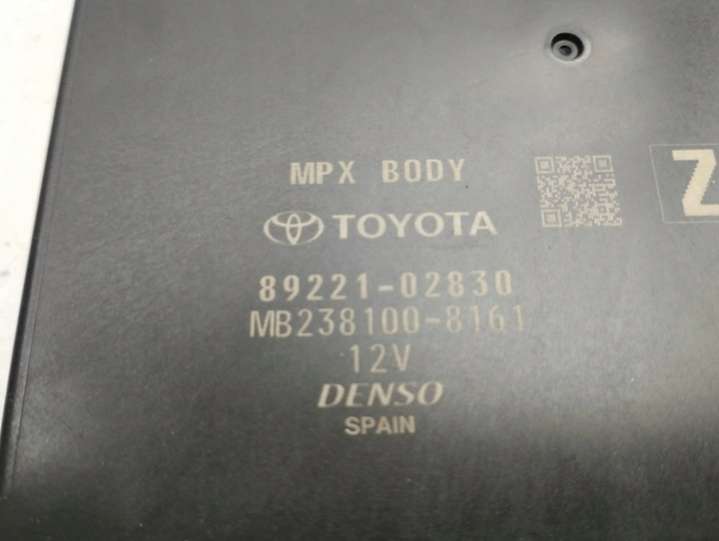 MPX BODY
Z
TOYOTA
89221-02830
MB238100-8161
12V
DENSO
SPAIN